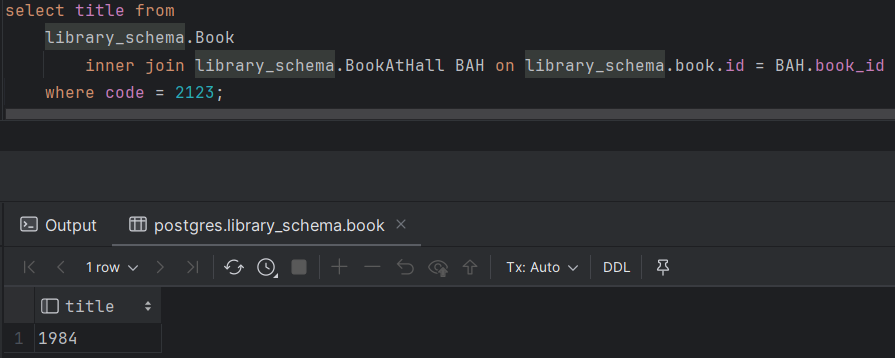 select title from
library_schema.Book
inner join library_schema.BookAtHall BAH on library_schema.book.id = BAH.book_id
where code = 2123;
Output postgres.library_schema.book
1 row Tx: Auto DDL
title
1 1984